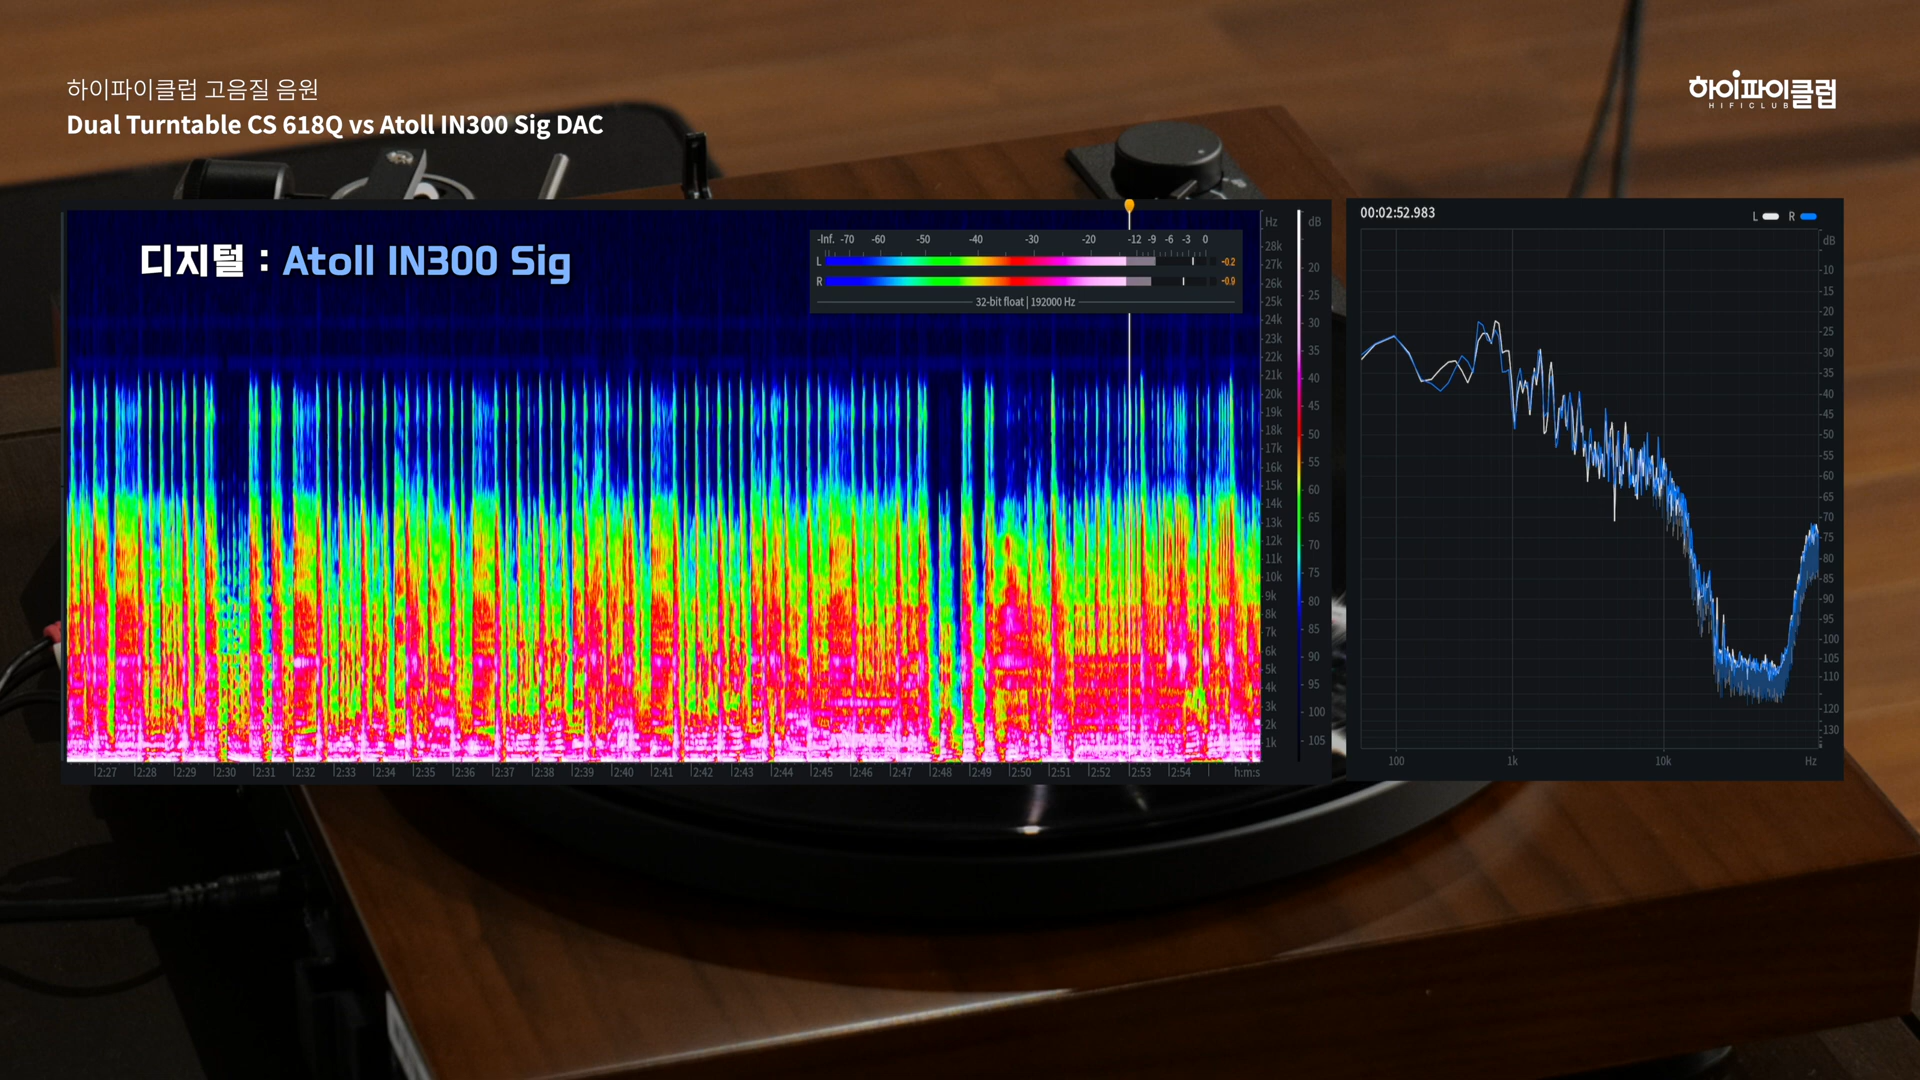 하이파이클럽 고음질 음원
Dual Turntable CS 618Q vs Atoll IN300 Sig DAC
하이파이클럽
HIFICLUB
디지털 : Atoll IN300 Sig
-Inf. -70 -60 -50 -40 -30 -20 -12 -9 -6 -3 0
L -0.2
R -0.9
32-bit float | 192000 Hz
Hz
28k
27k
26k
25k
24k
23k
22k
21k
20k
19k
18k
17k
16k
15k
14k
13k
12k
11k
10k
9k
8k
7k
6k
5k
4k
3k
2k
1k
dB
20
25
30
35
40
45
50
55
60
65
70
75
80
85
90
95
100
105
2:27 2:28 2:29 2:30 2:31 2:32 2:33 2:34 2:35 2:36 2:37 2:38 2:39 2:40 2:41 2:42 2:43 2:44 2:45 2:46 2:47 2:48 2:49 2:50 2:51 2:52 2:53 2:54 h:m:s
00:02:52.983
L R
dB
-10
-15
-20
-25
-30
-35
-40
-45
-50
-55
-60
-65
-70
-75
-80
-85
-90
-95
-100
-105
-110
-120
-130
100 1k 10k Hz